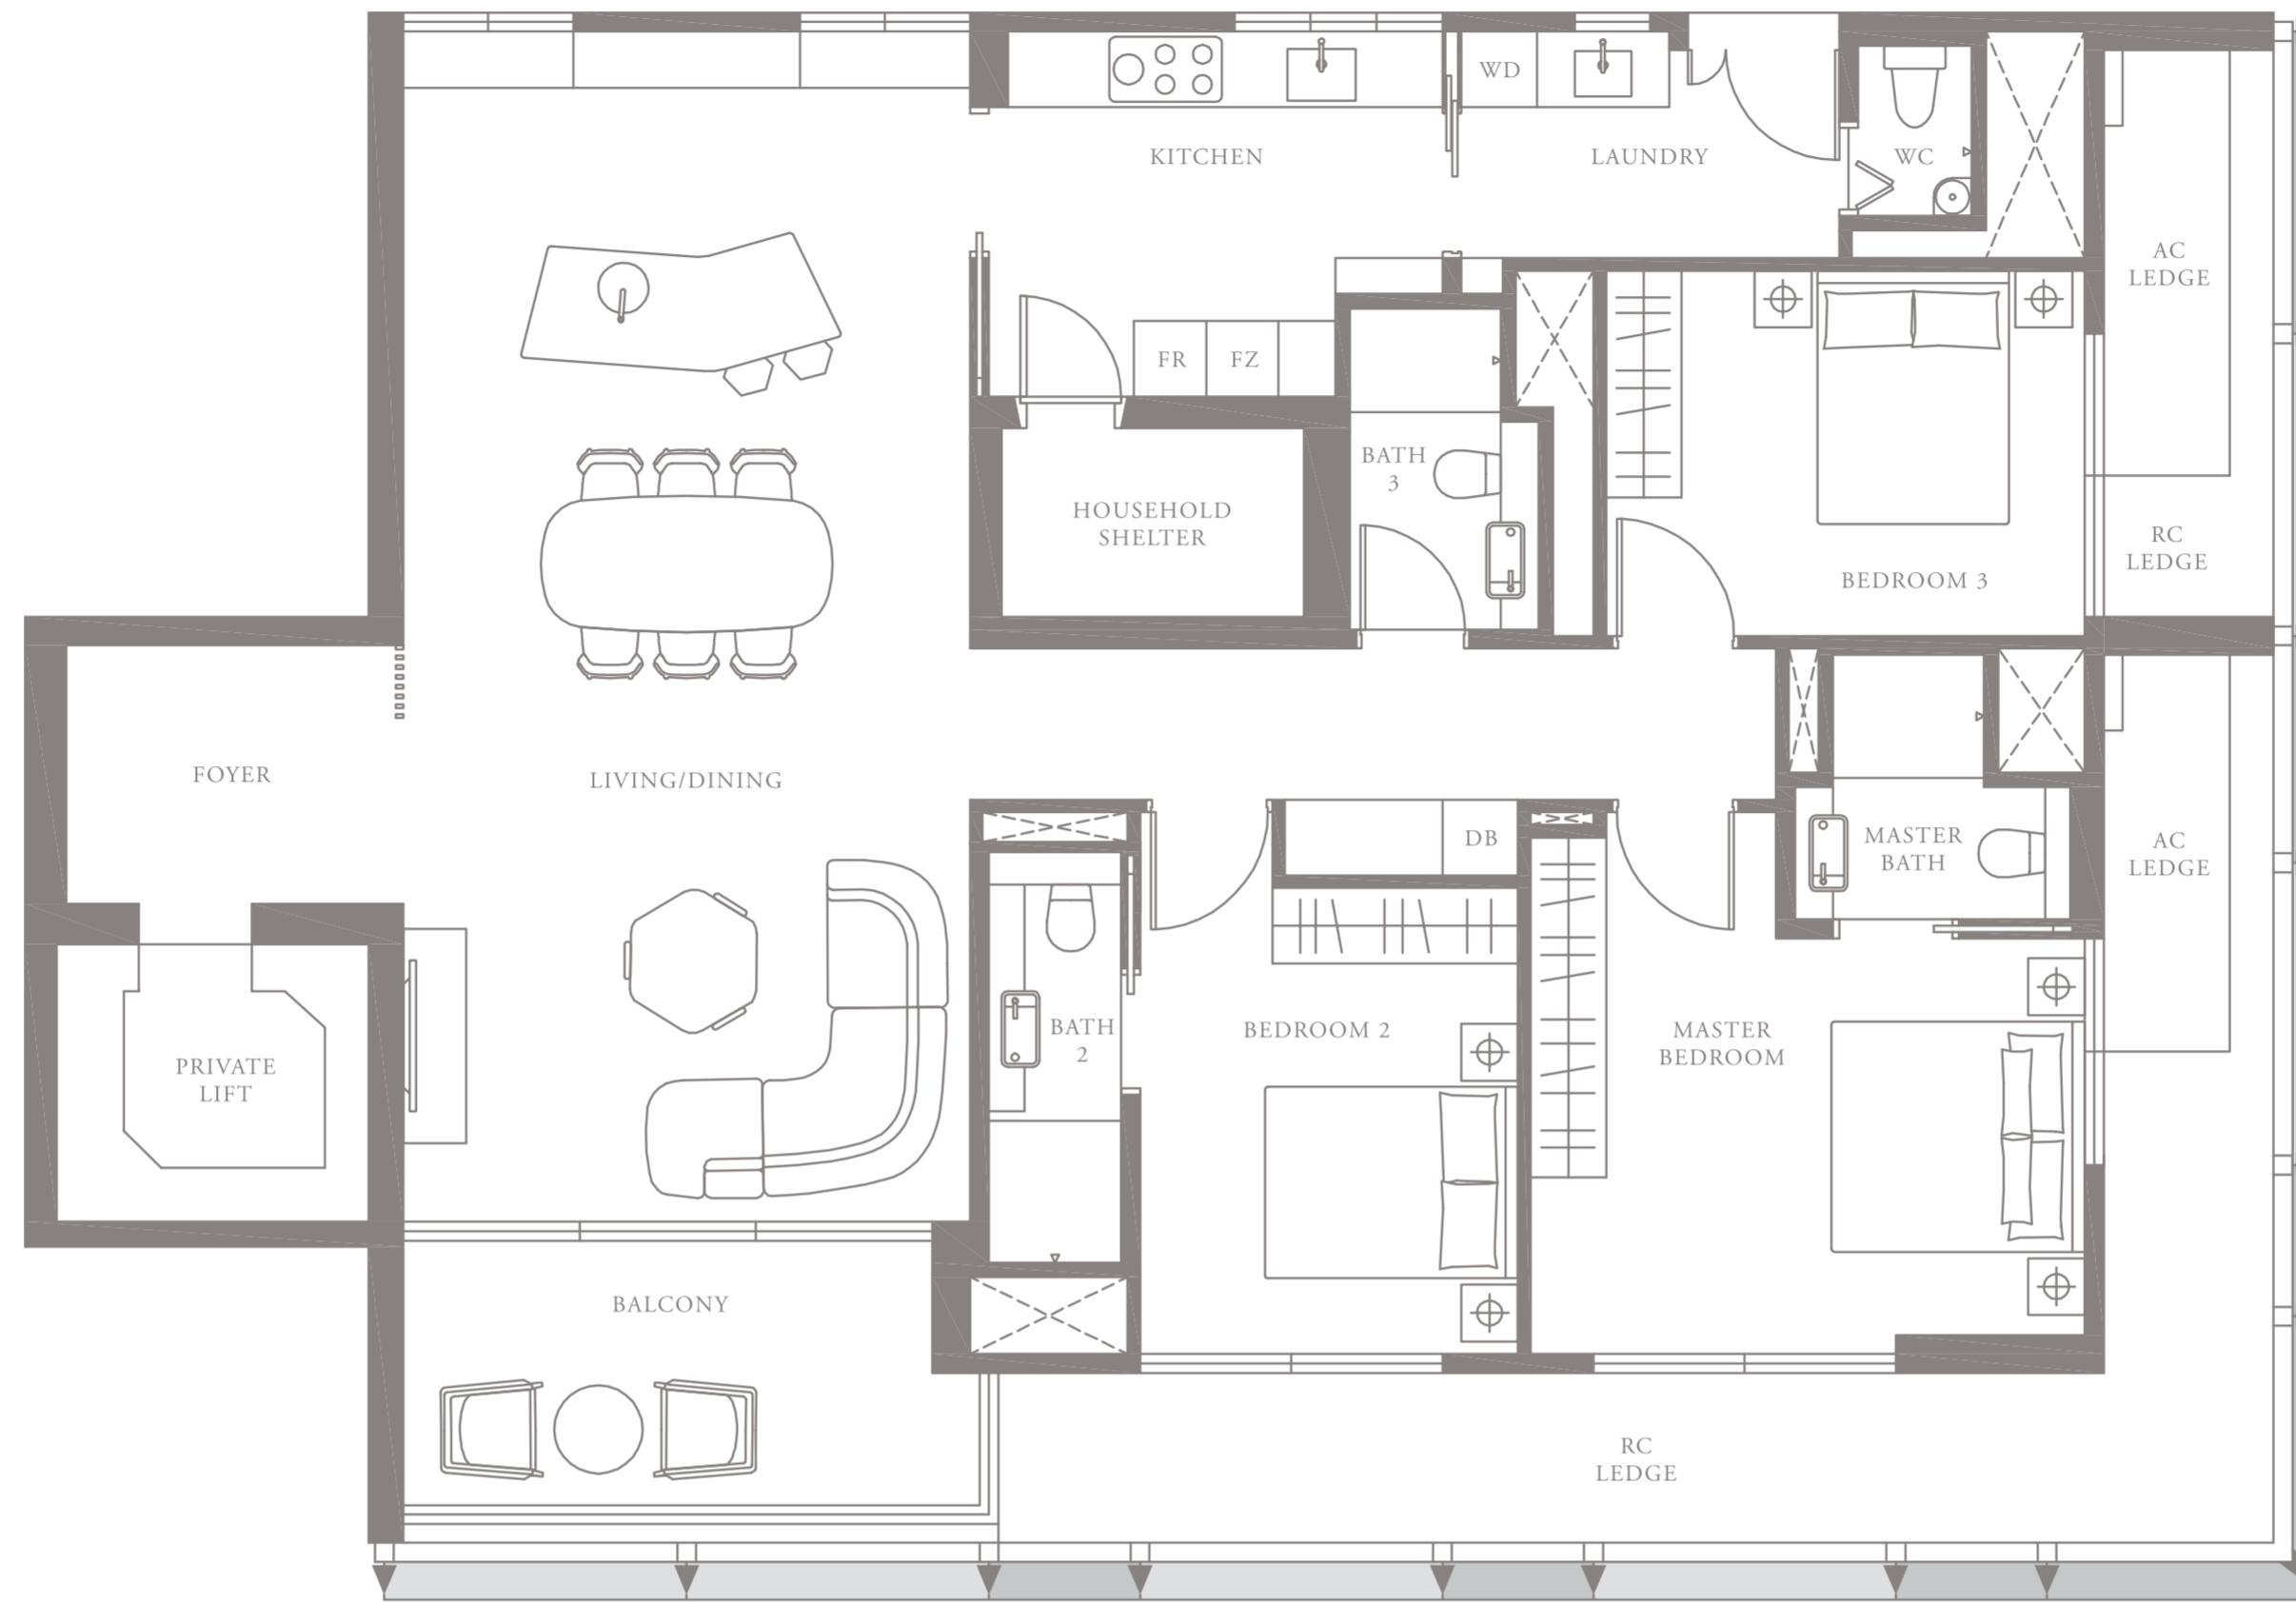 WD
KITCHEN
LAUNDRY
WC
AC
LEDGE
FR
FZ
BATH
3
HOUSEHOLD
SHELTER
BEDROOM 3
RC
LEDGE
FOYER
LIVING/DINING
DB
MASTER
BATH
AC
LEDGE
PRIVATE
LIFT
BATH
2
BEDROOM 2
MASTER
BEDROOM
BALCONY
RC
LEDGE